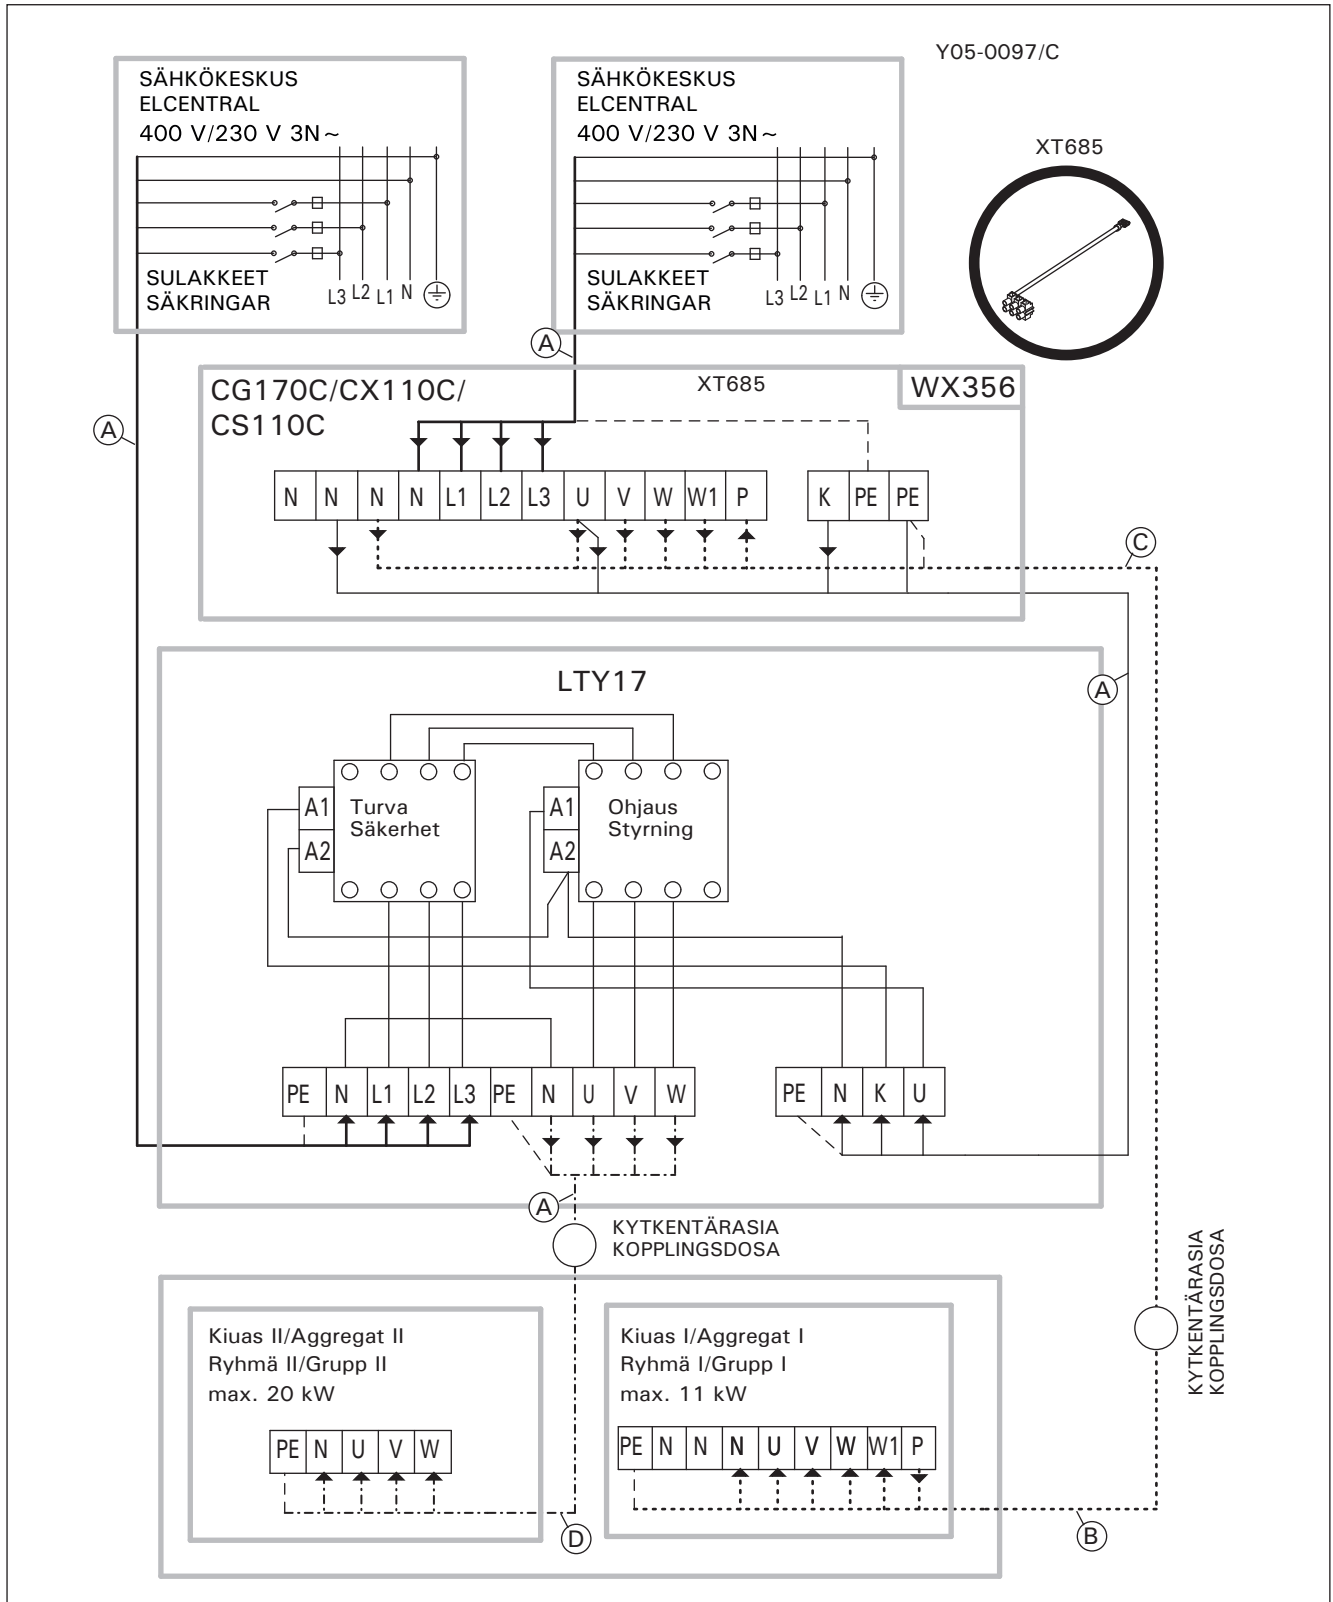 Y05-0097/C
SÄHKÖKESKUS
ELCENTRAL
400 V/230 V 3N~
SULAKKEET
SÄKRINGAR
L3 L2 L1 N
SÄHKÖKESKUS
ELCENTRAL
400 V/230 V 3N~
SULAKKEET
SÄKRINGAR
L3 L2 L1 N
XT685
A
A
CG170C/CX110C/
CS110C
XT685
WX356
N N N N L1 L2 L3 U V W W1 P
K PE PE
C
LTY17
A
A1
A2
Turva
Säkerhet
A1
A2
Ohjaus
Styrning
PE N L1 L2 L3 PE N U V W
PE N K U
A
KYTKENTÄRASIA
KOPPLINGSDOSA
KYTKENTÄRASIA
KOPPLINGSDOSA
Kiuas II/Aggregat II
Ryhmä II/Grupp II
max. 20 kW
PE N U V W
D
Kiuas I/Aggregat I
Ryhmä I/Grupp I
max. 11 kW
PE N N N U V W W1 P
B